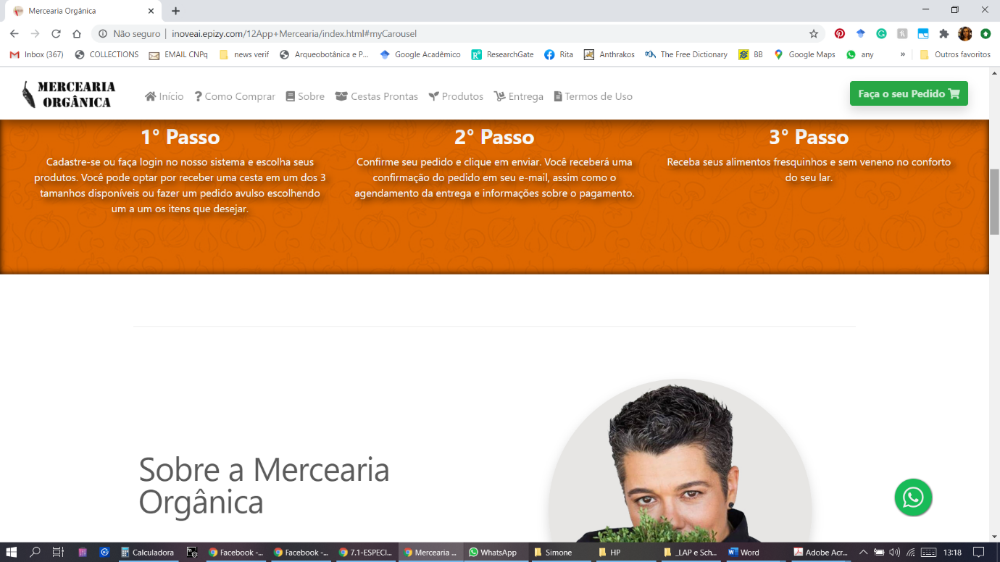 Mercearia Orgânica
Não seguro | inoveai.epizy.com/12App+Mercearia/index.html#myCarousel
Inbox (367) COLLECTIONS EMAIL CNPq news verif Arqueobotânica e P... Google Acadêmico ResearchGate Rita Anthrakos The Free Dictionary BB Google Maps any » Outros favoritos
MERCEARIA
ORGÂNICA
Início Como Comprar Sobre Cestas Prontas Produtos Entrega Termos de Uso
Faça o seu Pedido
1° Passo
Cadastre-se ou faça login no nosso sistema e escolha seus
produtos. Você pode optar por receber uma cesta em um dos 3
tamanhos disponíveis ou fazer um pedido avulso escolhendo
um a um os itens que desejar.
2° Passo
Confirme seu pedido e clique em enviar. Você receberá uma
confirmação do pedido em seu e-mail, assim como o
agendamento da entrega e informações sobre o pagamento.
3° Passo
Receba seus alimentos fresquinhos e sem veneno no conforto
do seu lar.
Sobre a Mercearia
Orgânica
Calculadora Facebook -... Facebook -... 7.1-ESPECI... Mercearia ... WhatsApp Simone HP _LAP e Sch... Word Adobe Acr... 13:18